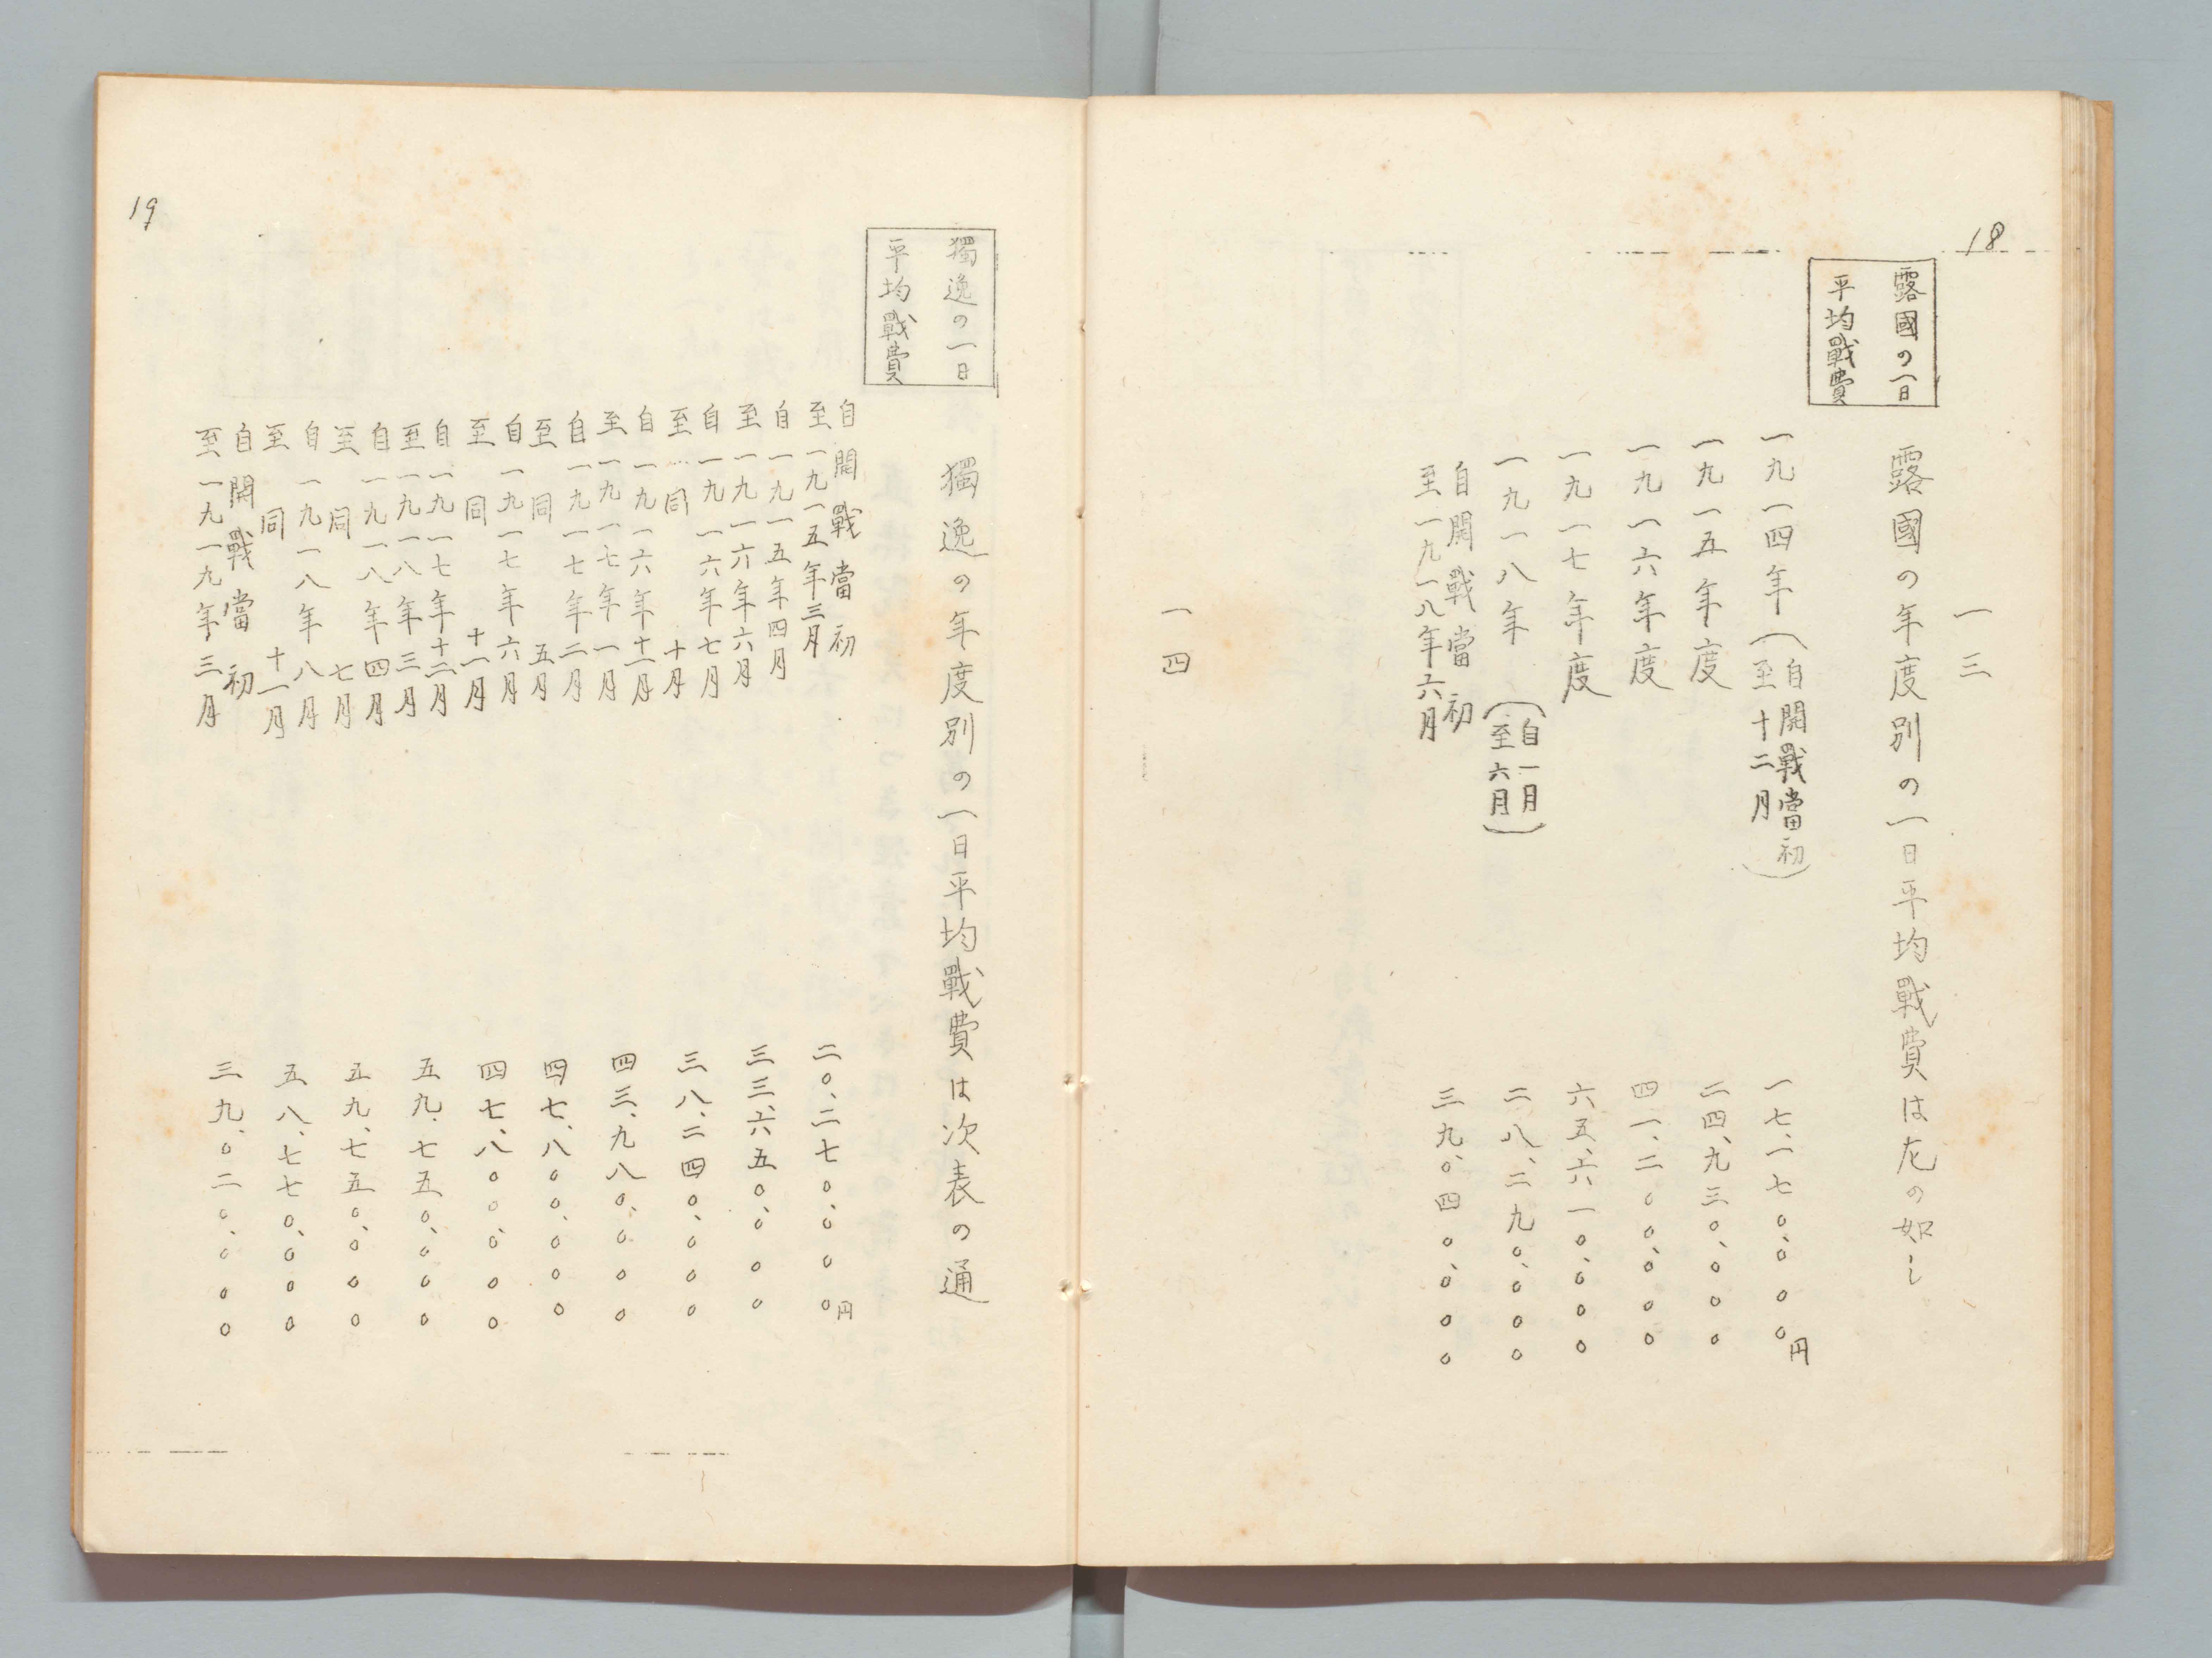 18
一三
露國の一日
平均戰費
露國の年度別の一日平均戰費は左の如し
一九一四年(自開戰當初
至十二月) 一七、一七〇、〇〇〇円
一九一五年度 二四、九三〇、〇〇〇
一九一六年度 四一、二〇〇、〇〇〇
一九一七年度 六五、六一〇、〇〇〇
一九一八年(自一月
至六月) 二八、二九〇、〇〇〇
自開戰當初
至一九一八年六月 三九、〇四〇、〇〇〇
一四
獨逸の一日
平均戰費
獨逸の年度別の一日平均戰費は次表の通
自開戰當初
至一九一五年三月 二〇、二七〇、〇〇〇円
自一九一五年四月
至一九一六年六月 三三、六五〇、〇〇〇
自一九一六年七月
至同十月 三八、二四〇、〇〇〇
自一九一六年十一月
至一九一七年一月 四三、九八〇、〇〇〇
自一九一七年二月
至同五月 四七、八〇〇、〇〇〇
自一九一七年六月
至同十一月 四七、八〇〇、〇〇〇
自一九一七年十二月
至一九一八年三月 五九、七五〇、〇〇〇
自一九一八年四月
至同七月 五九、七五〇、〇〇〇
自一九一八年八月
至同十一月 五八、七七〇、〇〇〇
自開戰當初
至一九一九年三月 三九、〇二〇、〇〇〇
19